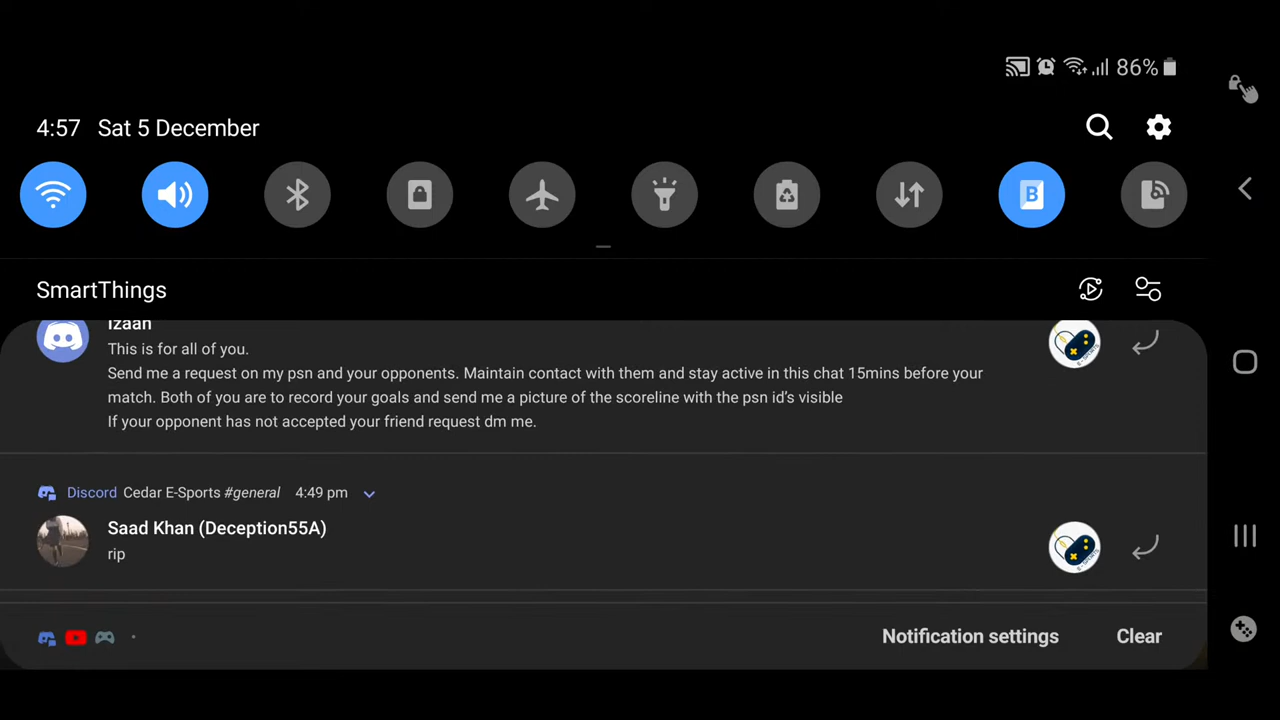 86%
4:57 Sat 5 December
B
SmartThings
Izaan
This is for all of you.
Send me a request on my psn and your opponents. Maintain contact with them and stay active in this chat 15mins before your
match. Both of you are to record your goals and send me a picture of the scoreline with the psn id's visible
If your opponent has not accepted your friend request dm me.
Discord Cedar E-Sports #general 4:49 pm
Saad Khan (Deception55A)
rip
Notification settings Clear